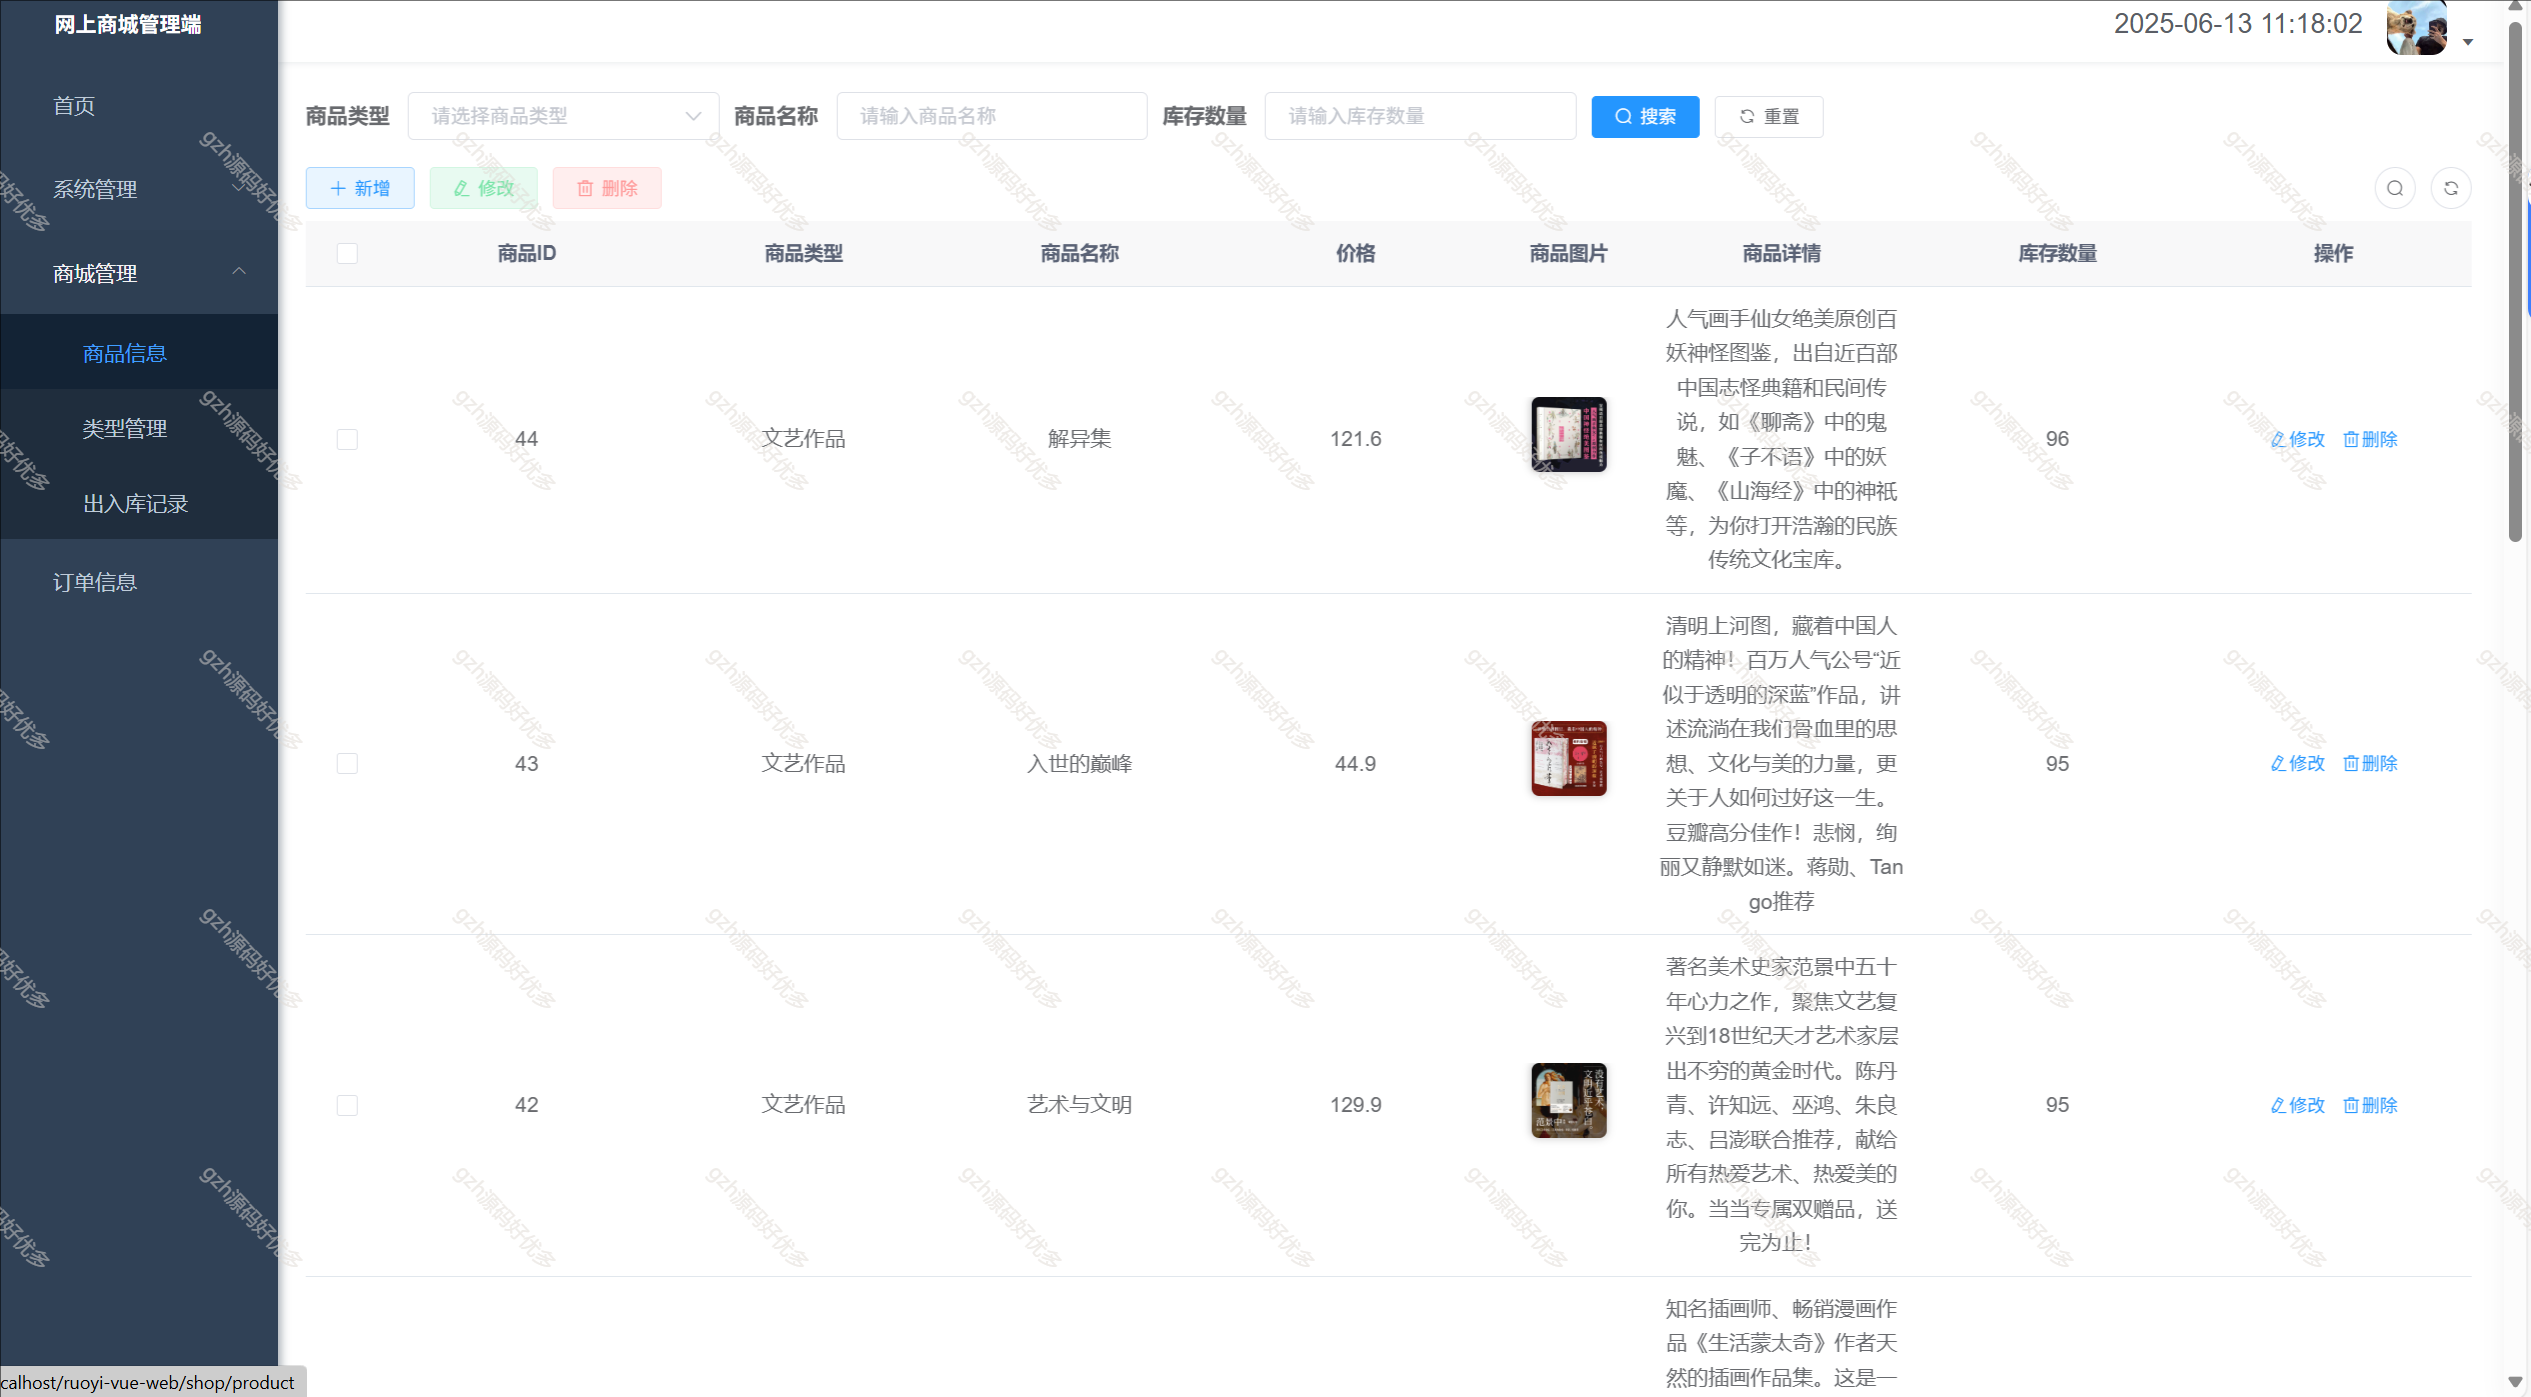 网上商城管理端
2025-06-13 11:18:02
首页
系统管理
商城管理
商品信息
类型管理
出入库记录
订单信息
商品类型 请选择商品类型 商品名称 请输入商品名称 库存数量 请输入库存数量 搜索 重置
新增 修改 删除
商品ID 商品类型 商品名称 价格 商品图片 商品详情 库存数量 操作
44 文艺作品 解异集 121.6 96 修改 删除
人气画手仙女绝美原创百
妖神怪图鉴，出自近百部
中国志怪典籍和民间传
说，如《聊斋》中的鬼
魅、《子不语》中的妖
魔、《山海经》中的神祇
等，为你打开浩瀚的民族
传统文化宝库。
43 文艺作品 入世的巅峰 44.9 95 修改 删除
清明上河图，藏着中国人
的精神！百万人气公号“近
似于透明的深蓝”作品，讲
述流淌在我们骨血里的思
想、文化与美的力量，更
关于人如何过好这一生。
豆瓣高分佳作！悲悯，绚
丽又静默如迷。蒋勋、Tan
go推荐
42 文艺作品 艺术与文明 129.9 95 修改 删除
没有艺术，
文明近乎苍白。
范景中
著名美术史家范景中五十
年心力之作，聚焦文艺复
兴到18世纪天才艺术家层
出不穷的黄金时代。陈丹
青、许知远、巫鸿、朱良
志、吕澎联合推荐，献给
所有热爱艺术、热爱美的
你。当当专属双赠品，送
完为止！
知名插画师、畅销漫画作
品《生活蒙太奇》作者天
然的插画作品集。这是一
calhost/ruoyi-vue-web/shop/product
gzh源码好优多